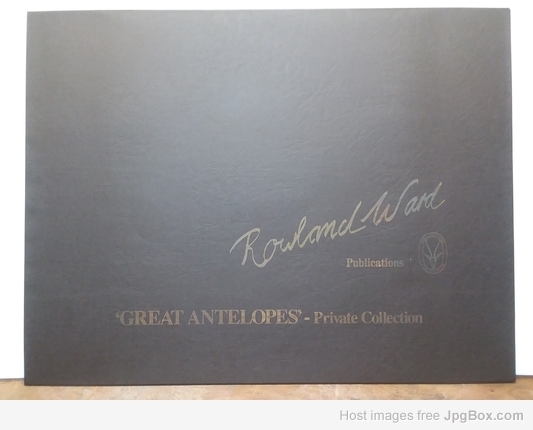 Rowland Ward
Publications
'GREAT ANTELOPES' - Private Collection
Host images free JpgBox.com